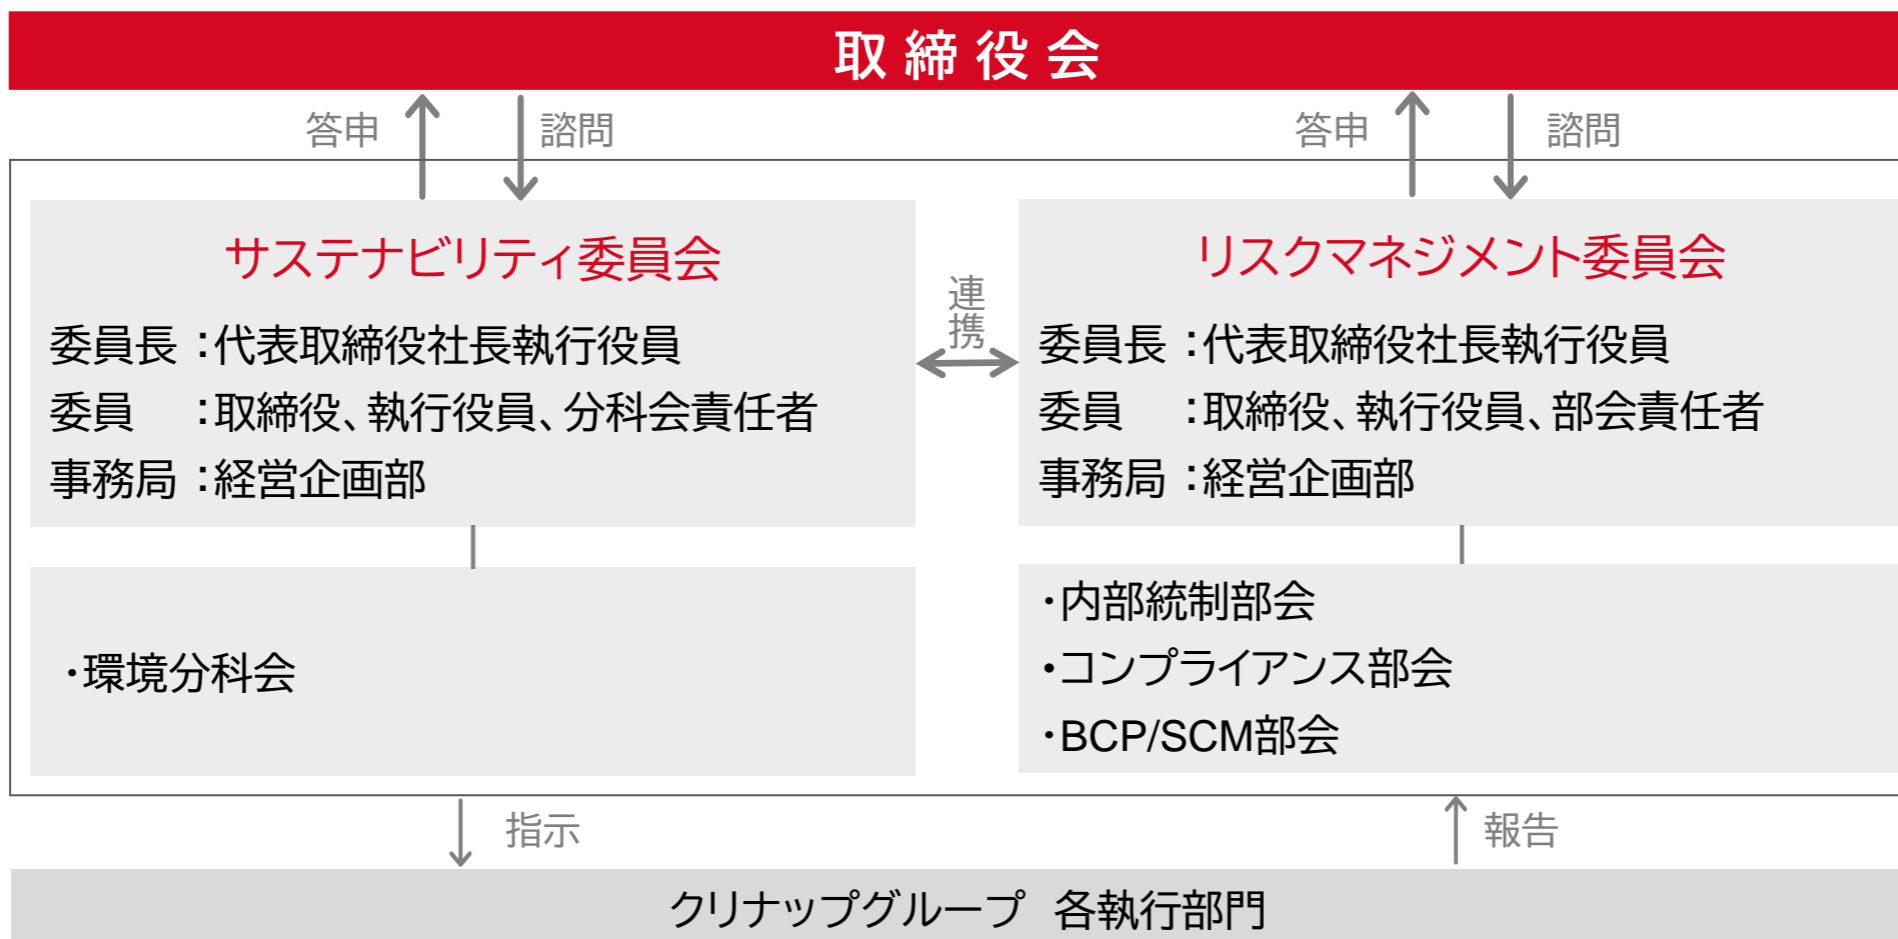 取締役会
答申
諮問
答申
諮問
サステナビリティ委員会
委員長：代表取締役社長執行役員
委員　：取締役、執行役員、分科会責任者
事務局：経営企画部
連携
リスクマネジメント委員会
委員長：代表取締役社長執行役員
委員　：取締役、執行役員、部会責任者
事務局：経営企画部
・環境分科会
・内部統制部会
・コンプライアンス部会
・BCP/SCM部会
指示
報告
クリナップグループ　各執行部門